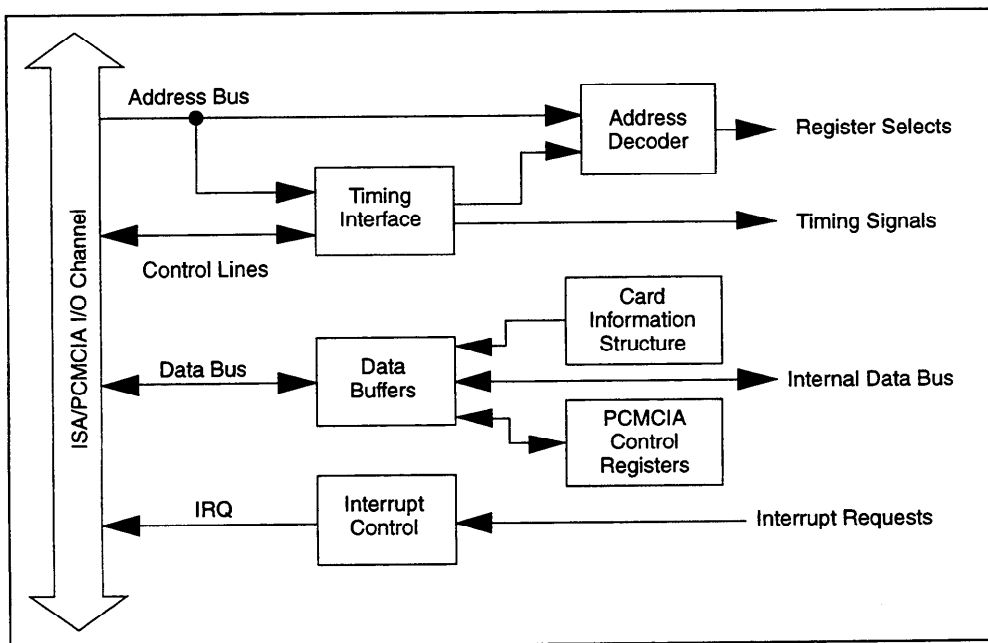 ISA/PCMCIA I/O Channel
Address Bus
Address
Decoder
Register Selects
Timing
Interface
Timing Signals
Control Lines
Card
Information
Structure
Data Bus
Data
Buffers
Internal Data Bus
PCMCIA
Control
Registers
IRQ
Interrupt
Control
Interrupt Requests